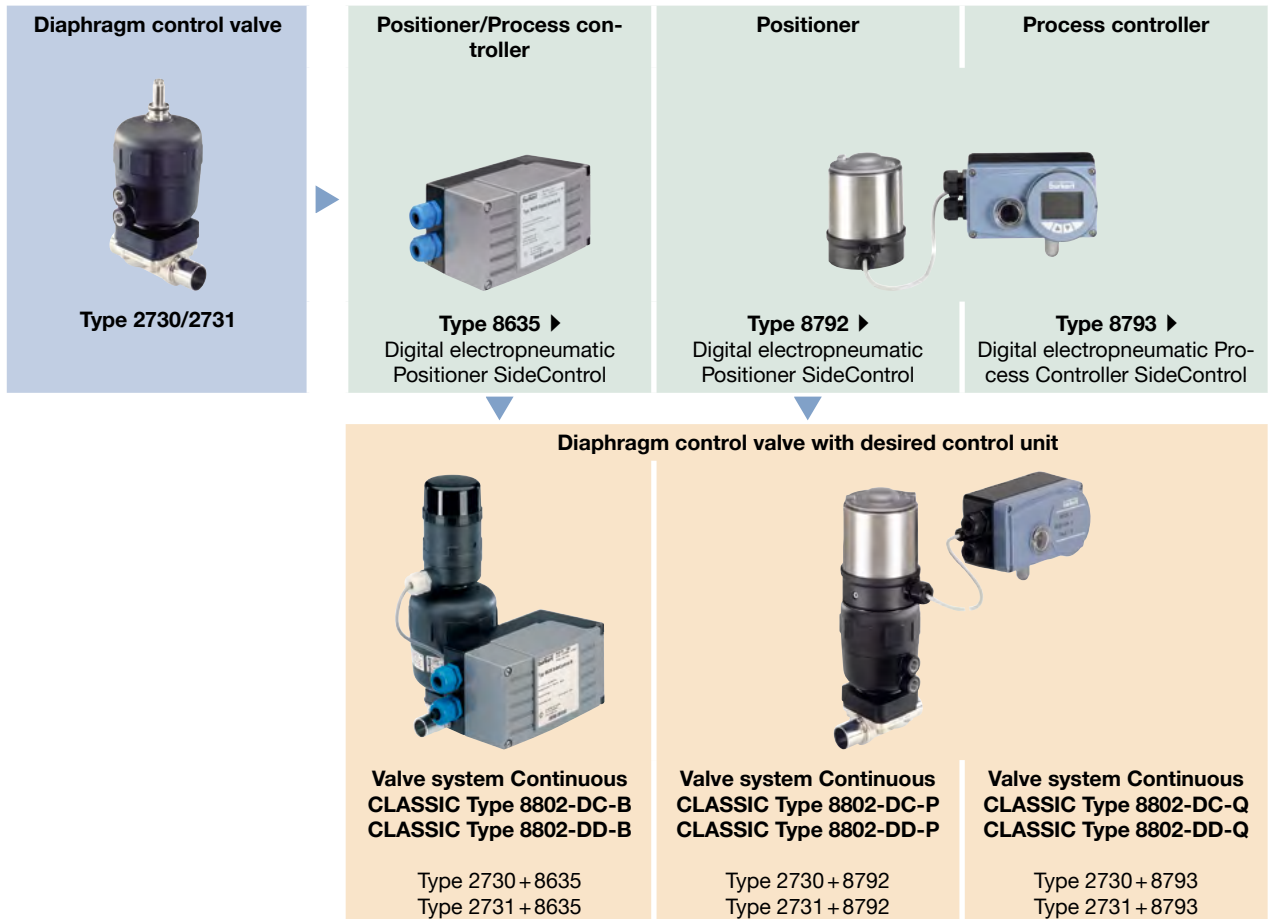 Diaphragm control valve
Positioner/Process con-
troller
Positioner
Process controller
burkert
Type 2730/2731
Type 8635
Digital electropneumatic
Positioner SideControl
Type 8792
Digital electropneumatic
Positioner SideControl
Type 8793
Digital electropneumatic Pro-
cess Controller SideControl
Diaphragm control valve with desired control unit
Valve system Continuous
CLASSIC Type 8802-DC-B
CLASSIC Type 8802-DD-B
Type 2730 + 8635
Type 2731 + 8635
Valve system Continuous
CLASSIC Type 8802-DC-P
CLASSIC Type 8802-DD-P
Type 2730 + 8792
Type 2731 + 8792
Valve system Continuous
CLASSIC Type 8802-DC-Q
CLASSIC Type 8802-DD-Q
Type 2730 + 8793
Type 2731 + 8793